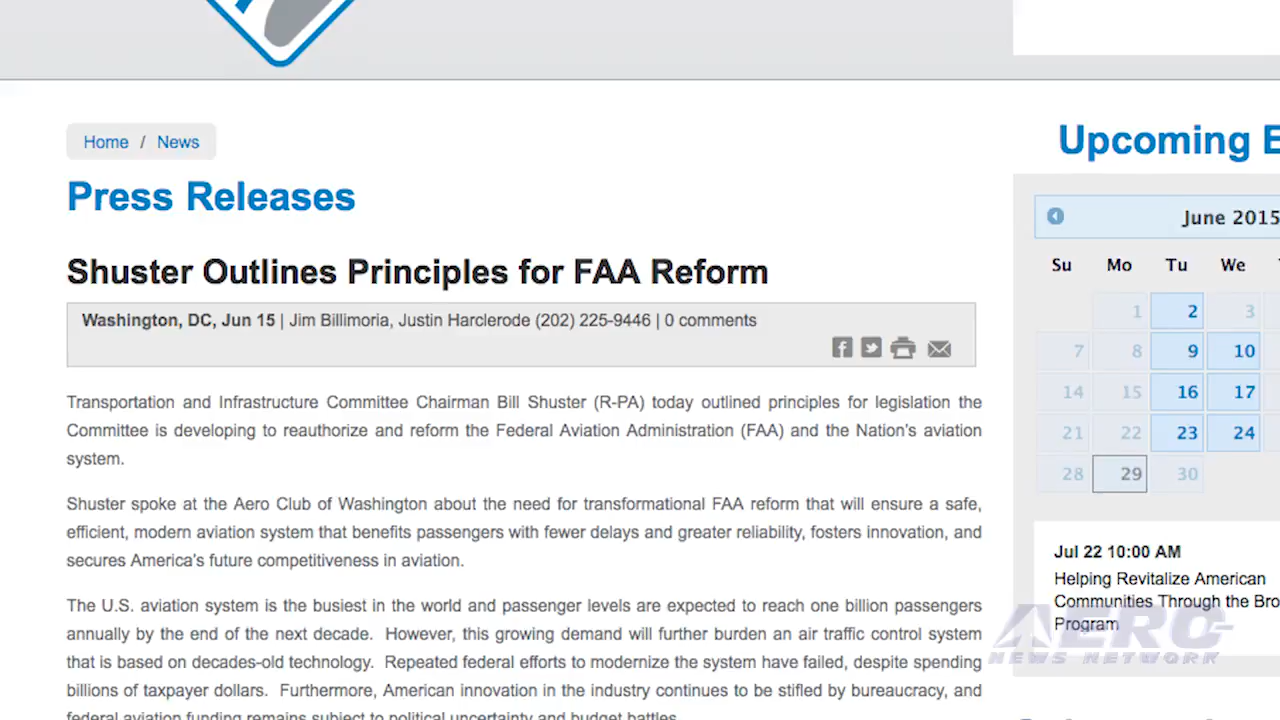 Home / News
Press Releases
Shuster Outlines Principles for FAA Reform
Washington, DC, Jun 15 | Jim Billimoria, Justin Harclerode (202) 225-9446 | 0 comments
Transportation and Infrastructure Committee Chairman Bill Shuster (R-PA) today outlined principles for legislation the
Committee is developing to reauthorize and reform the Federal Aviation Administration (FAA) and the Nation's aviation
system.
Shuster spoke at the Aero Club of Washington about the need for transformational FAA reform that will ensure a safe,
efficient, modern aviation system that benefits passengers with fewer delays and greater reliability, fosters innovation, and
secures America's future competitiveness in aviation.
The U.S. aviation system is the busiest in the world and passenger levels are expected to reach one billion passengers
annually by the end of the next decade. However, this growing demand will further burden an air traffic control system
that is based on decades-old technology. Repeated federal efforts to modernize the system have failed, despite spending
billions of taxpayer dollars. Furthermore, American innovation in the industry continues to be stifled by bureaucracy, and
federal aviation funding remains subject to political uncertainty and budget battles.
Upcoming E
June 2015
Su Mo Tu We
1 2 3
7 8 9 10
14 15 16 17
21 22 23 24
28 29 30
Jul 22 10:00 AM
Helping Revitalize American
Communities Through the Bro
Program
AERO
NEWS NETWORK